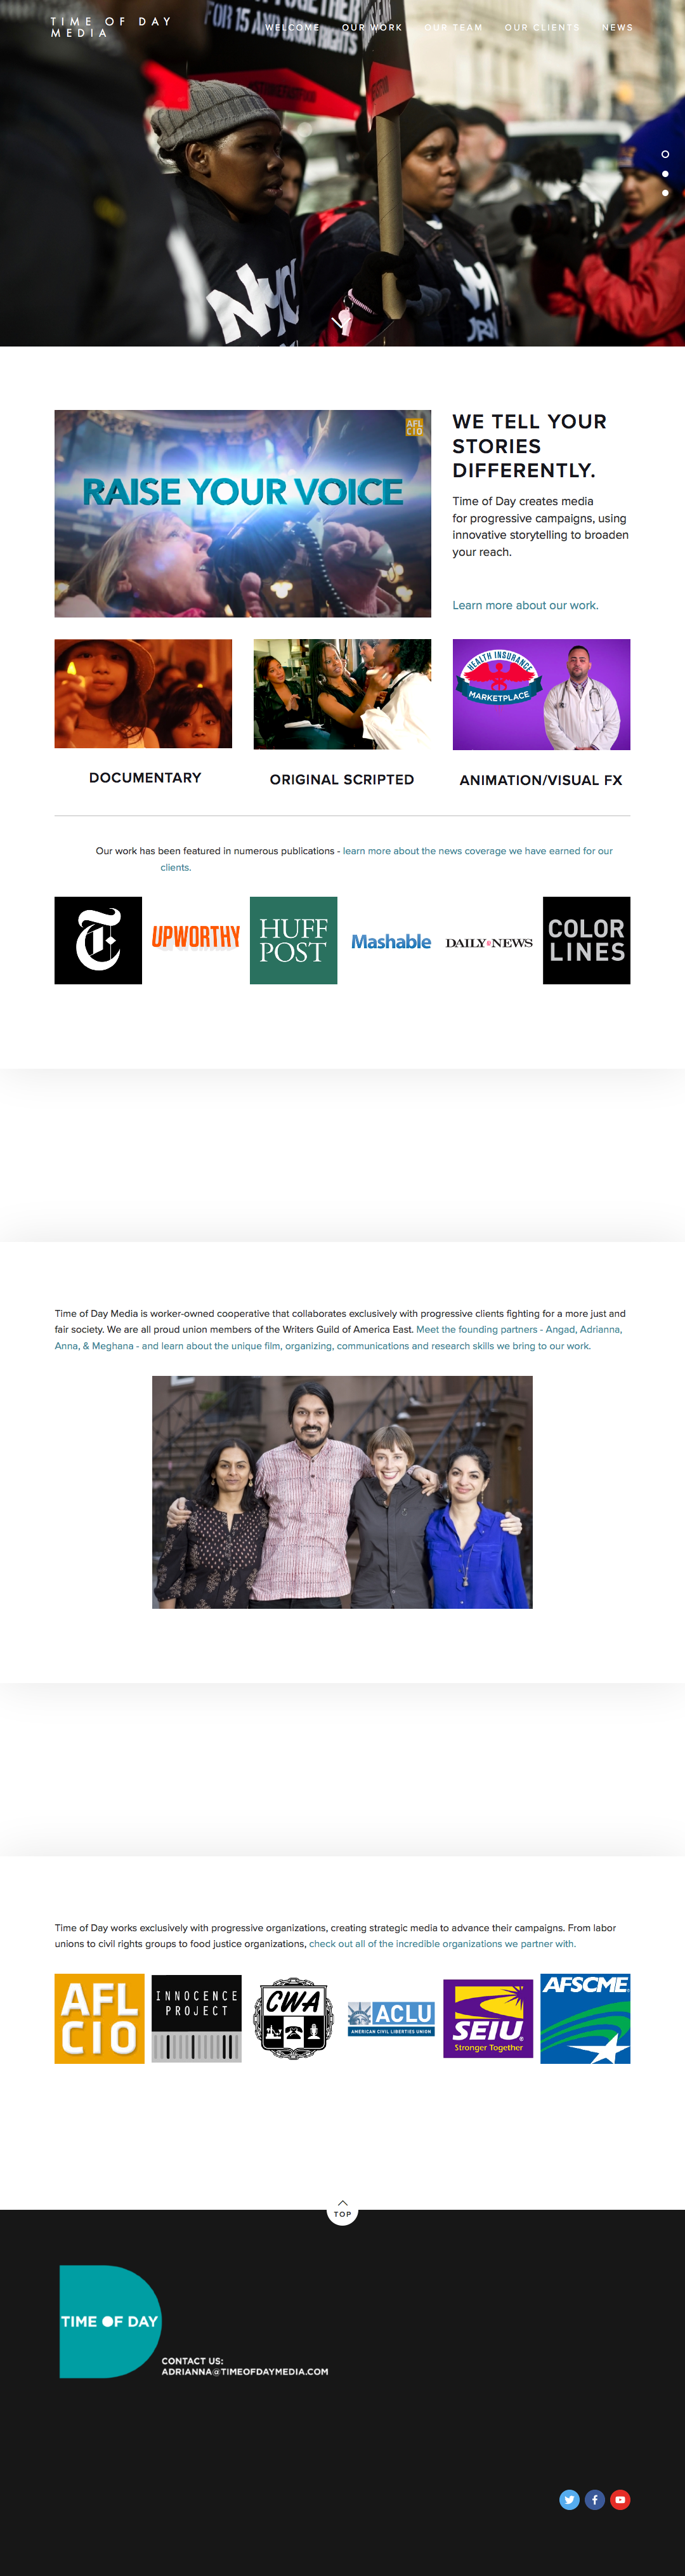 FOR 15
TOGETHER
RIGHTS
TIME OF DAY
MEDIA
WELCOME OUR WORK OUR TEAM OUR CLIENTS NEWS
NYC
AFL
CIO
RAISE YOUR VOICE
WE TELL YOUR
STORIES
DIFFERENTLY.
Time of Day creates media
for progressive campaigns, using
innovative storytelling to broaden
your reach.
Learn more about our work.
HEALTH INSURANCE
MARKETPLACE
DOCUMENTARY
ORIGINAL SCRIPTED
ANIMATION/VISUAL FX
Our work has been featured in numerous publications - learn more about the news coverage we have earned for our
clients.
T
UPWORTHY
HUFF
POST
Mashable
DAILY NEWS
COLOR
LINES
Time of Day Media is worker-owned cooperative that collaborates exclusively with progressive clients fighting for a more just and
fair society. We are all proud union members of the Writers Guild of America East. Meet the founding partners - Angad, Adrianna,
Anna, & Meghana - and learn about the unique film, organizing, communications and research skills we bring to our work.
Time of Day works exclusively with progressive organizations, creating strategic media to advance their campaigns. From labor
unions to civil rights groups to food justice organizations, check out all of the incredible organizations we partner with.
AFL
CIO
INNOCENCE
PROJECT
CWA
ACLU
AMERICAN CIVIL LIBERTIES UNION
SEIU
Stronger Together
AFSCME
TOP
TIME OF DAY
CONTACT US:
ADRIANNA@TIMEOFDAYMEDIA.COM